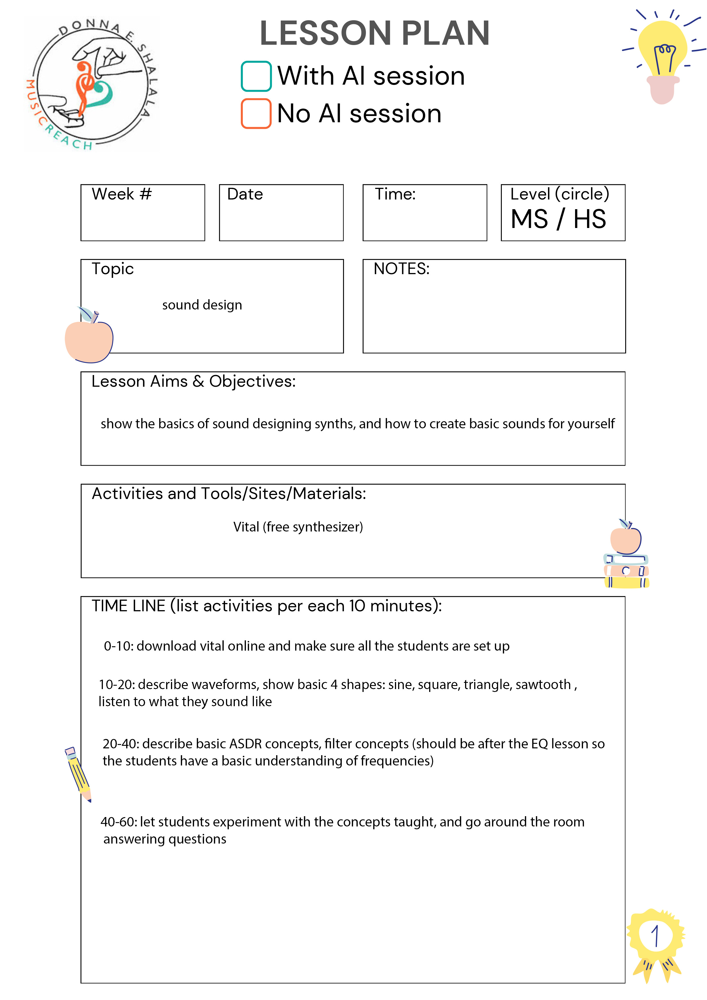 DONNA E. SHALALA
MUSICREACH
LESSON PLAN
With AI session
No AI session
Week #
Date
Time:
Level (circle)
MS / HS
Topic
sound design
NOTES:
Lesson Aims & Objectives:
show the basics of sound designing synths, and how to create basic sounds for yourself
Activities and Tools/Sites/Materials:
Vital (free synthesizer)
TIME LINE (list activities per each 10 minutes):
0-10: download vital online and make sure all the students are set up
10-20: describe waveforms, show basic 4 shapes: sine, square, triangle, sawtooth ,
listen to what they sound like
20-40: describe basic ASDR concepts, filter concepts (should be after the EQ lesson so
the students have a basic understanding of frequencies)
40-60: let students experiment with the concepts taught, and go around the room
answering questions
1